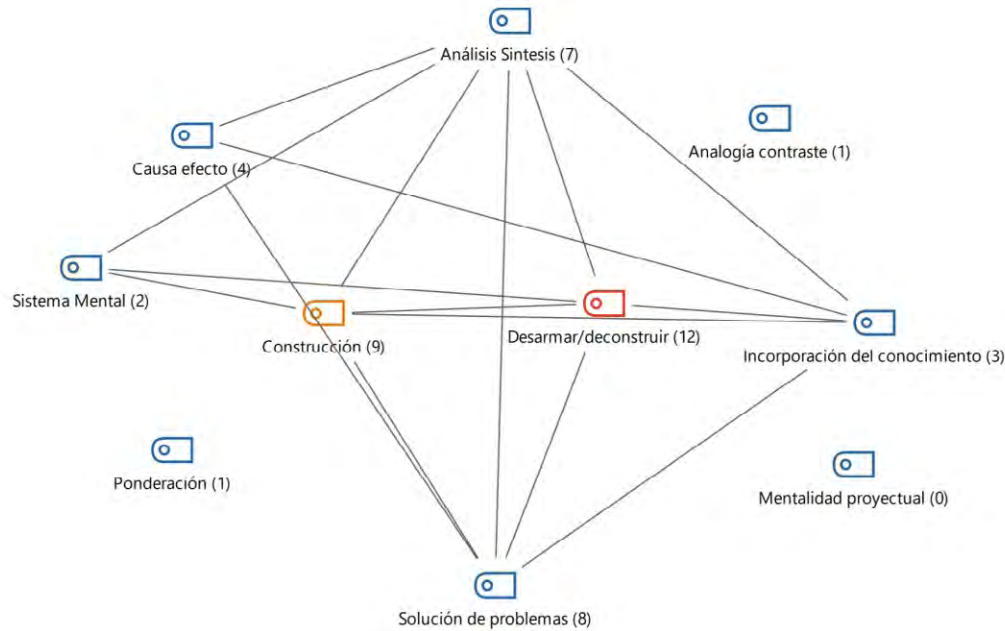 Análisis Sintesis (7)
Analogía contraste (1)
Causa efecto (4)
Sistema Mental (2)
Construcción (9)
Desarmar/deconstruir (12)
Incorporación del conocimiento (3)
Ponderación (1)
Mentalidad proyectual (0)
Solución de problemas (8)